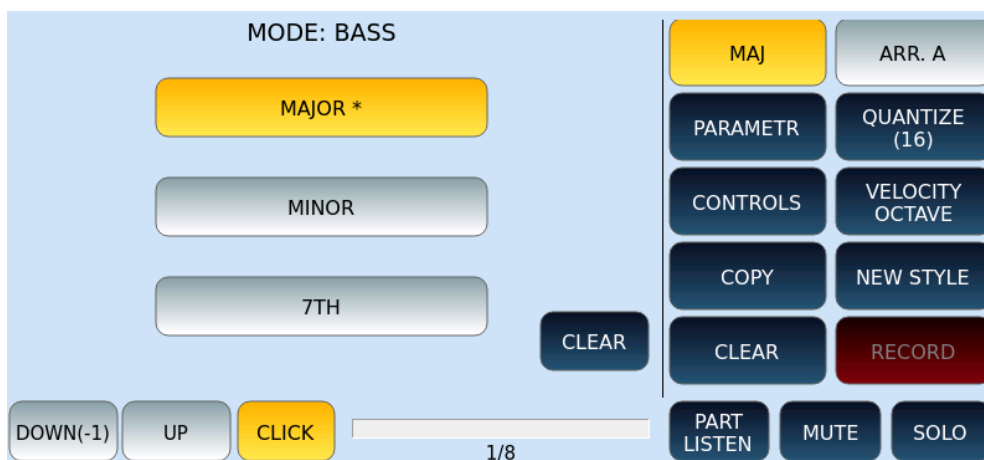 MODE: BASS
MAJOR *
MINOR
7TH
CLEAR
DOWN(-1)
UP
CLICK
1/8
MAJ
ARR. A
PARAMETR
QUANTIZE
(16)
CONTROLS
VELOCITY
OCTAVE
COPY
NEW STYLE
CLEAR
RECORD
PART
LISTEN
MUTE
SOLO